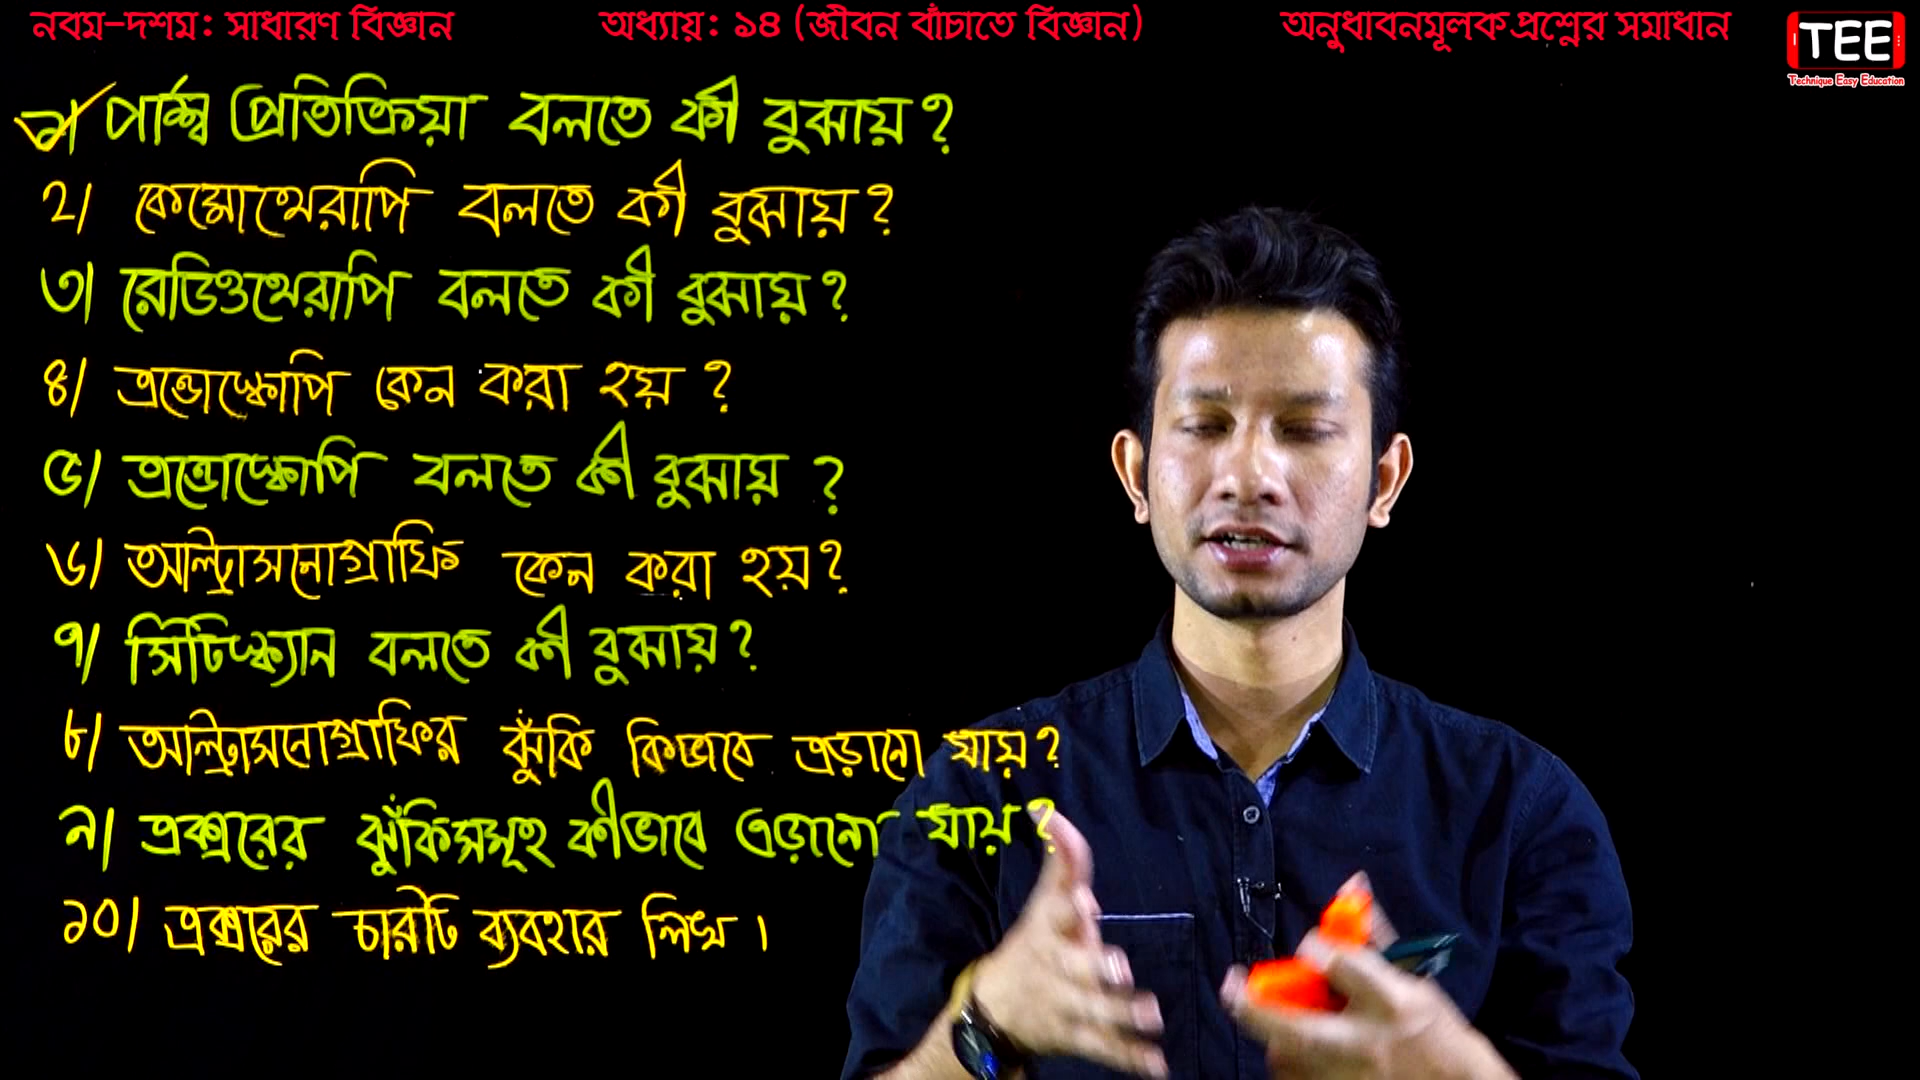 নবম-দশম: সাধারণ বিজ্ঞান
অধ্যায়: ১৪ (জীবন বাঁচাতে বিজ্ঞান)
অনুধাবনমূলক প্রশ্নের সমাধান
TEE
Technique Easy Education
১। পার্শ্ব প্রতিক্রিয়া বলতে কী বুঝায়?
২। কেমোথেরাপি বলতে কী বুঝায়?
৩। রেডিওথেরাপি বলতে কী বুঝায়?
৪। এন্ডোস্কোপি কেন করা হয়?
৫। এন্ডোস্কোপি বলতে কী বুঝায়?
৬। আল্ট্রাসনোগ্রাফি কেন করা হয়?
৭। সিটিস্ক্যান বলতে কী বুঝায়?
৮। আল্ট্রাসনোগ্রাফির ঝুঁকি কিভাবে এড়ানো যায়?
৯। এক্সরের ঝুঁকিসমূহ কীভাবে এড়ানো যায়?
১০। এক্সরের চারটি ব্যবহার লিখ।